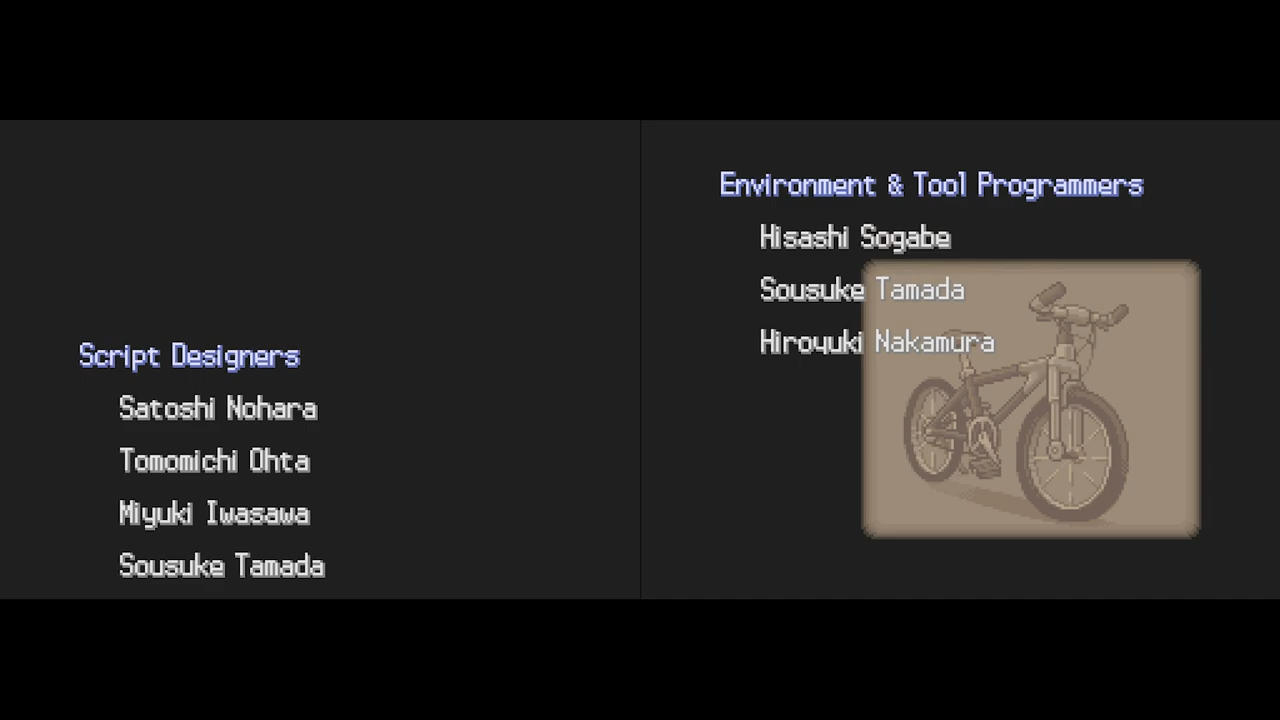 Script Designers
Satoshi Nohara
Tomomichi Ohta
Miyuki Iwasawa
Sousuke Tamada
Environment & Tool Programmers
Hisashi Sogabe
Sousuke Tamada
Hiroyuki Nakamura